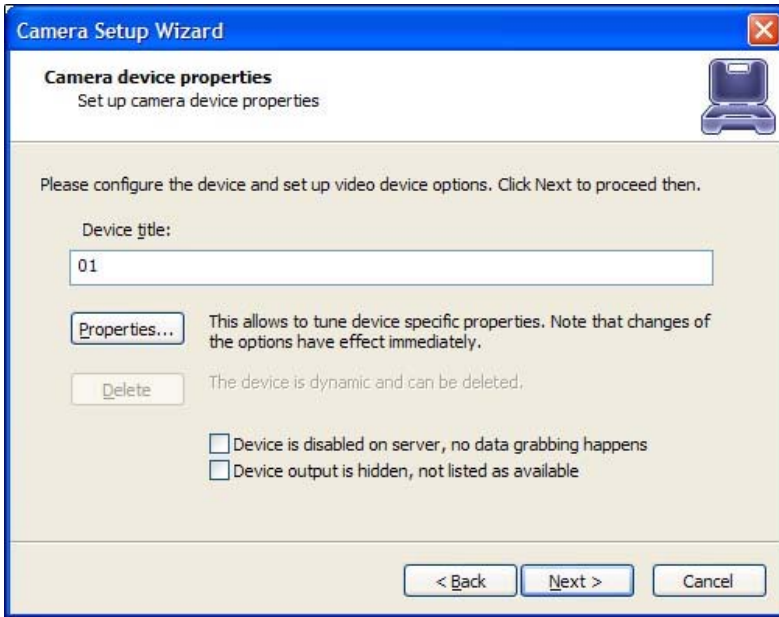 Camera Setup Wizard
Camera device properties
Set up camera device properties
Please configure the device and set up video device options. Click Next to proceed then.
Device title:
01
Properties... This allows to tune device specific properties. Note that changes of
the options have effect immediately.
Delete The device is dynamic and can be deleted.
Device is disabled on server, no data grabbing happens
Device output is hidden, not listed as available
< Back Next > Cancel